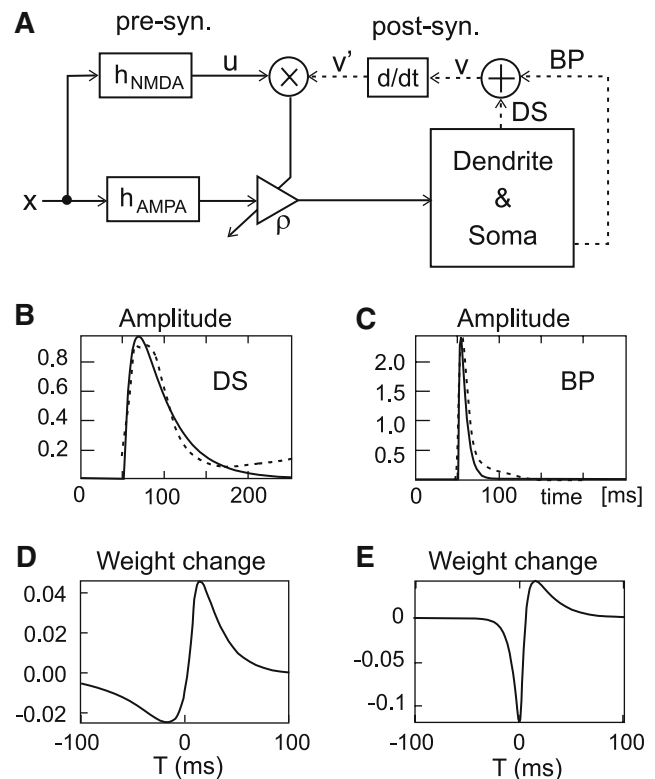 A
pre-syn.
post-syn.
h_NMDA
u
×
v'
d/dt
v
+
BP
DS
x
h_AMPA
ρ
Dendrite
&
Soma
B
Amplitude
DS
0.8
0.6
0.4
0.2
0 100 200
C
Amplitude
BP
2.0
1.5
1.0
0.5
0 100 time [ms]
D
Weight change
0.04
0.02
0.00
-0.02
-100 0 100
T (ms)
E
Weight change
0
-0.05
-0.1
-100 0 100
T (ms)